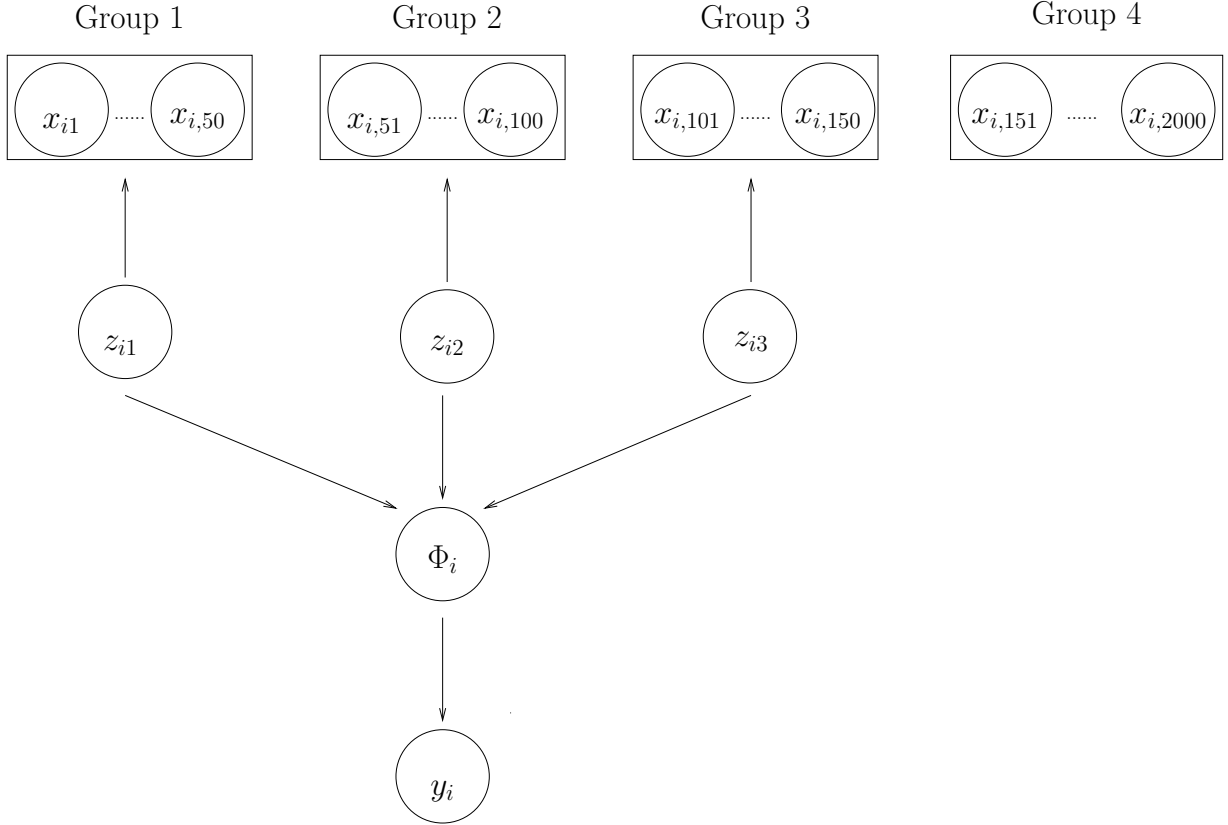 Group 1 Group 2 Group 3 Group 4
x_{i1} ...... x_{i,50} x_{i,51} ...... x_{i,100} x_{i,101} ...... x_{i,150} x_{i,151} ...... x_{i,2000}
z_{i1} z_{i2} z_{i3}
Φ_i
y_i